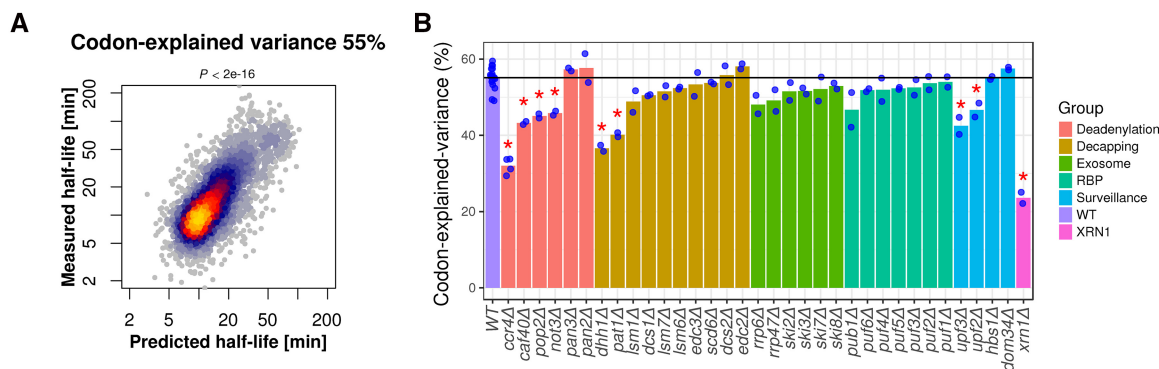 A
Codon-explained variance 55%
P < 2e-16
Measured half-life [min]
200
50
20
5
2
2
5
20
50
200
Predicted half-life [min]
B
Codon-explained-variance (%)
60
40
20
0
*
*
*
*
*
*
*
*
*
WT
ccr4Δ
caf40Δ
pop2Δ
not3Δ
pan3Δ
pan2Δ
dhh1Δ
pat1Δ
lsm1Δ
dcs1Δ
lsm7Δ
lsm6Δ
edc3Δ
scd6Δ
dcs2Δ
edc2Δ
rrp6Δ
rrp47Δ
ski2Δ
ski3Δ
ski7Δ
ski8Δ
pub1Δ
puf6Δ
puf4Δ
puf5Δ
puf3Δ
puf2Δ
puf1Δ
upf3Δ
upf2Δ
hbs1Δ
dom34Δ
xrn1Δ
Group
Deadenylation
Decapping
Exosome
RBP
Surveillance
WT
XRN1